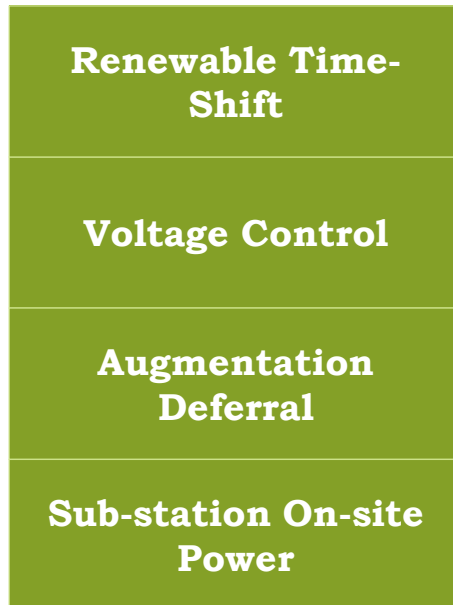 Renewable Time-
Shift
Voltage Control
Augmentation
Deferral
Sub-station On-site
Power